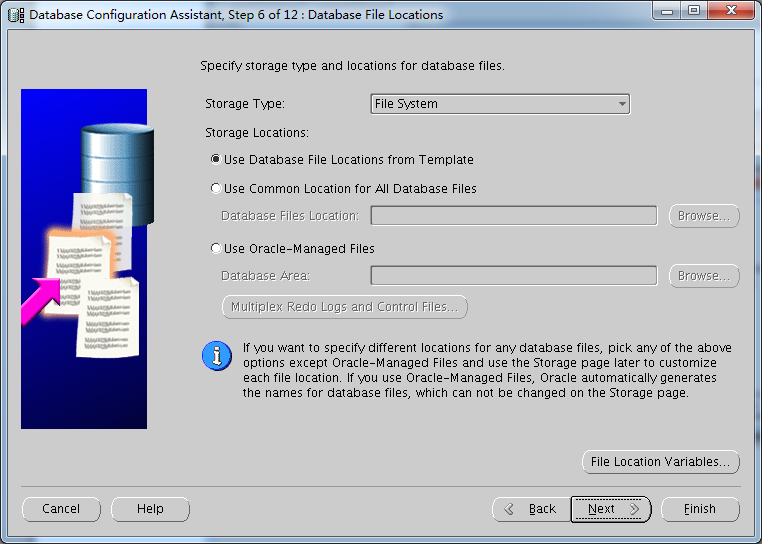 Database Configuration Assistant, Step 6 of 12 : Database File Locations
Specify storage type and locations for database files.
Storage Type: File System
Storage Locations:
Use Database File Locations from Template
Use Common Location for All Database Files
Database Files Location: Browse...
Use Oracle-Managed Files
Database Area: Browse...
Multiplex Redo Logs and Control Files...
If you want to specify different locations for any database files, pick any of the above
options except Oracle-Managed Files and use the Storage page later to customize
each file location. If you use Oracle-Managed Files, Oracle automatically generates
the names for database files, which can not be changed on the Storage page.
File Location Variables...
Cancel Help Back Next Finish